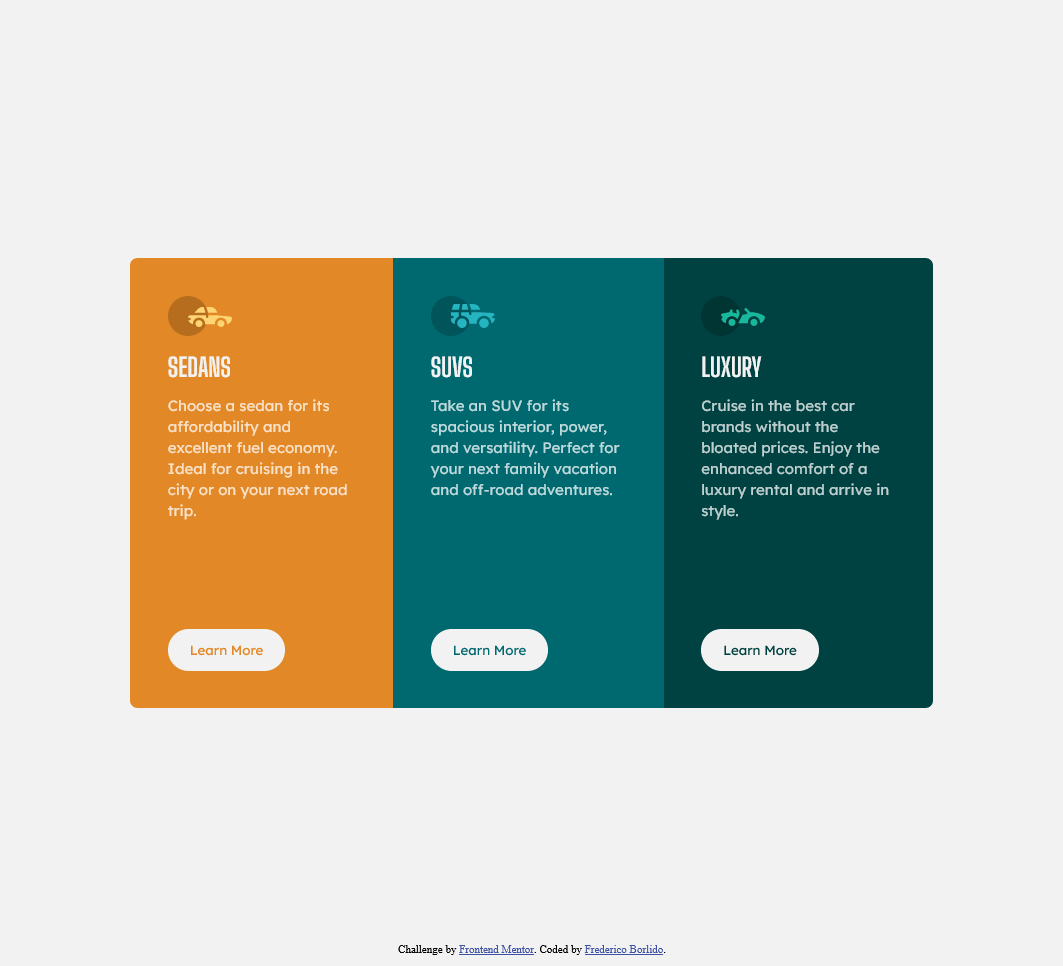 SEDANS
Choose a sedan for its
affordability and
excellent fuel economy.
Ideal for cruising in the
city or on your next road
trip.
Learn More
SUVS
Take an SUV for its
spacious interior, power,
and versatility. Perfect for
your next family vacation
and off-road adventures.
Learn More
LUXURY
Cruise in the best car
brands without the
bloated prices. Enjoy the
enhanced comfort of a
luxury rental and arrive in
style.
Learn More
Challenge by Frontend Mentor. Coded by Frederico Borlido.